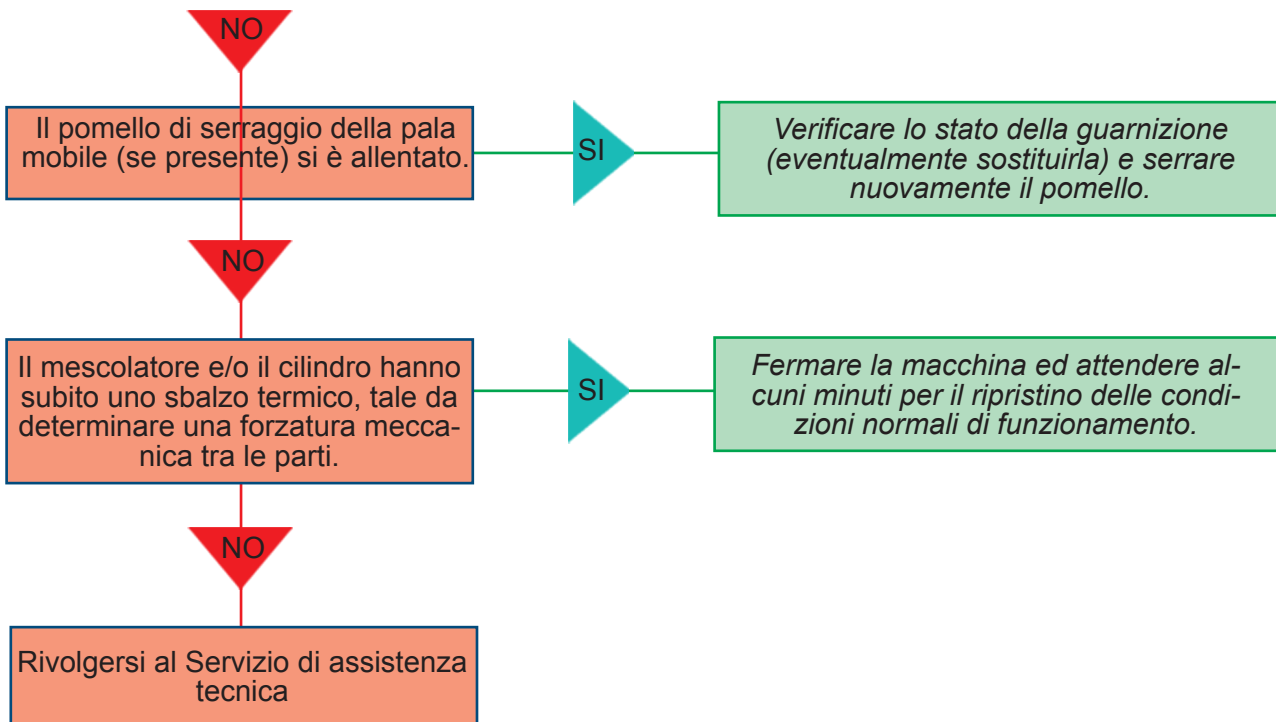 NO
Il pomello di serraggio della pala
mobile (se presente) si è allentato.
SI
Verificare lo stato della guarnizione
(eventualmente sostituirla) e serrare
nuovamente il pomello.
NO
Il mescolatore e/o il cilindro hanno
subito uno sbalzo termico, tale da
determinare una forzatura mecca-
nica tra le parti.
SI
Fermare la macchina ed attendere al-
cuni minuti per il ripristino delle condi-
zioni normali di funzionamento.
NO
Rivolgersi al Servizio di assistenza
tecnica